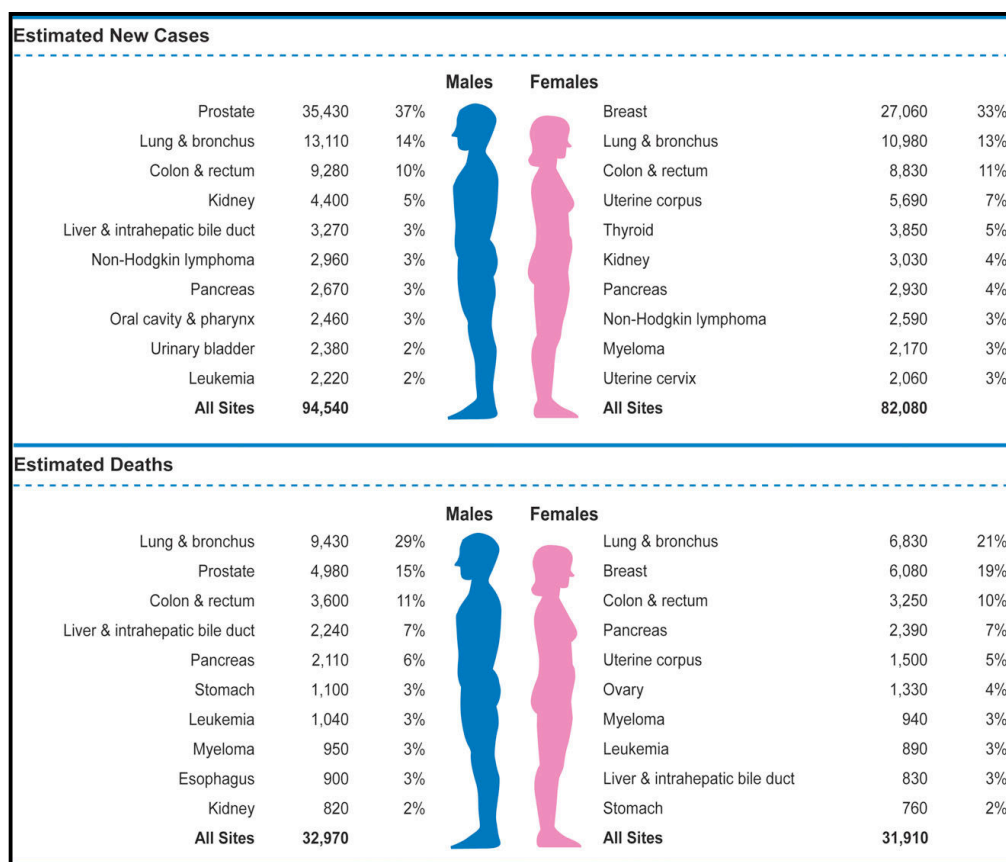 Estimated New Cases
Males Females
Prostate 35,430 37% Breast 27,060 33%
Lung & bronchus 13,110 14% Lung & bronchus 10,980 13%
Colon & rectum 9,280 10% Colon & rectum 8,830 11%
Kidney 4,400 5% Uterine corpus 5,690 7%
Liver & intrahepatic bile duct 3,270 3% Thyroid 3,850 5%
Non-Hodgkin lymphoma 2,960 3% Kidney 3,030 4%
Pancreas 2,670 3% Pancreas 2,930 4%
Oral cavity & pharynx 2,460 3% Non-Hodgkin lymphoma 2,590 3%
Urinary bladder 2,380 2% Myeloma 2,170 3%
Leukemia 2,220 2% Uterine cervix 2,060 3%
All Sites 94,540 All Sites 82,080
Estimated Deaths
Males Females
Lung & bronchus 9,430 29% Lung & bronchus 6,830 21%
Prostate 4,980 15% Breast 6,080 19%
Colon & rectum 3,600 11% Colon & rectum 3,250 10%
Liver & intrahepatic bile duct 2,240 7% Pancreas 2,390 7%
Pancreas 2,110 6% Uterine corpus 1,500 5%
Stomach 1,100 3% Ovary 1,330 4%
Leukemia 1,040 3% Myeloma 940 3%
Myeloma 950 3% Leukemia 890 3%
Esophagus 900 3% Liver & intrahepatic bile duct 830 3%
Kidney 820 2% Stomach 760 2%
All Sites 32,970 All Sites 31,910